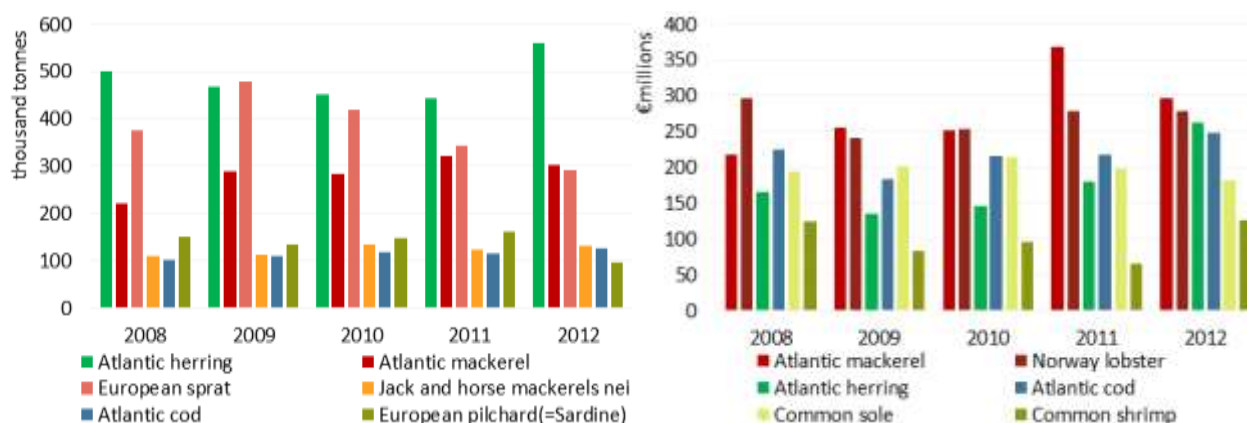 thousand tonnes
600
500
400
300
200
100
0
2008 2009 2010 2011 2012
Atlantic herring Atlantic mackerel
European sprat Jack and horse mackerels nei
Atlantic cod European pilchard(=Sardine)
€millions
400
350
300
250
200
150
100
50
0
2008 2009 2010 2011 2012
Atlantic mackerel Norway lobster
Atlantic herring Atlantic cod
Common sole Common shrimp